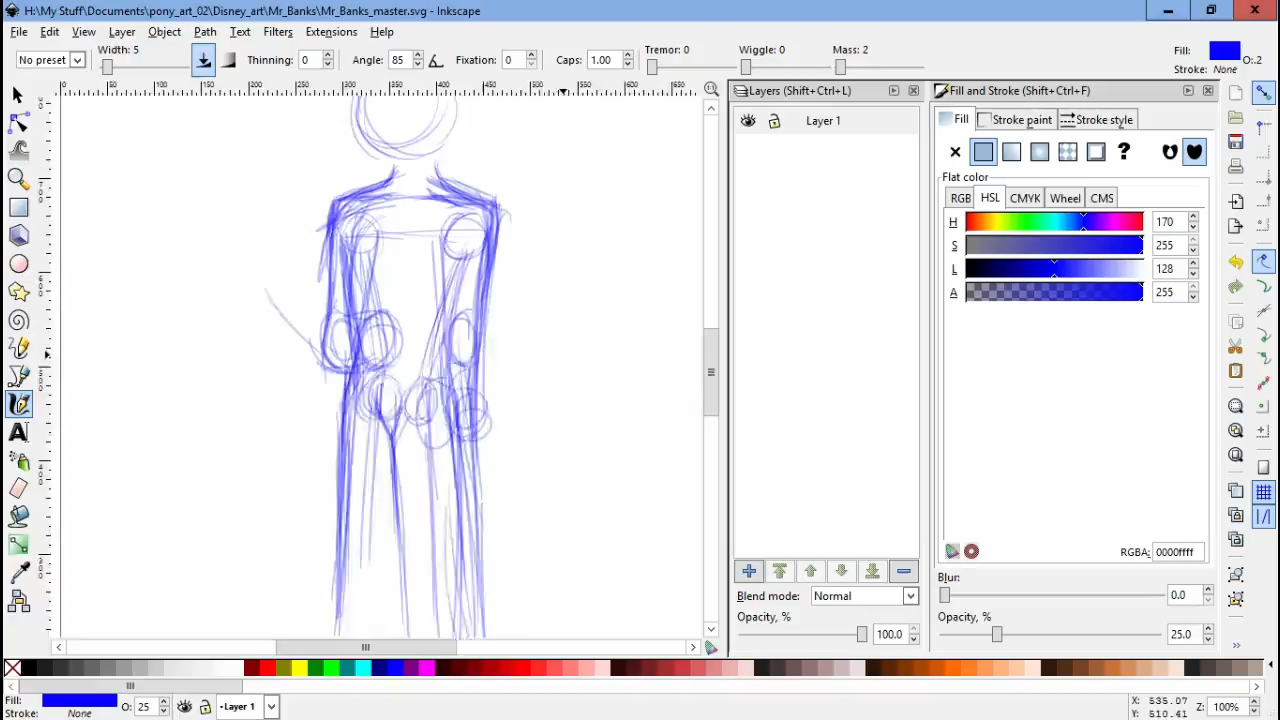 H:\My Stuff\Documents\pony_art_02\Disney_art\Mr_Banks\Mr_Banks_master.svg - Inkscape
File Edit View Layer Object Path Text Filters Extensions Help
No preset Width: 5 Thinning: 0 Angle: 85 Fixation: 0 Caps: 1.00 Tremor: 0 Wiggle: 0 Mass: 2
Fill: O:.2
Stroke: None
Layers (Shift+Ctrl+L)
Layer 1
Fill and Stroke (Shift+Ctrl+F)
Fill Stroke paint Stroke style
?
Flat color
RGB HSL CMYK Wheel CMS
H 170
S 255
L 128
A 255
RGBA: 0000ffff
Blur:
0.0
Opacity, %
25.0
Blend mode: Normal
Opacity, %
100.0
Fill: O: 25 Layer 1
Stroke: None
X: 535.07
Y: 510.41
Z: 100%